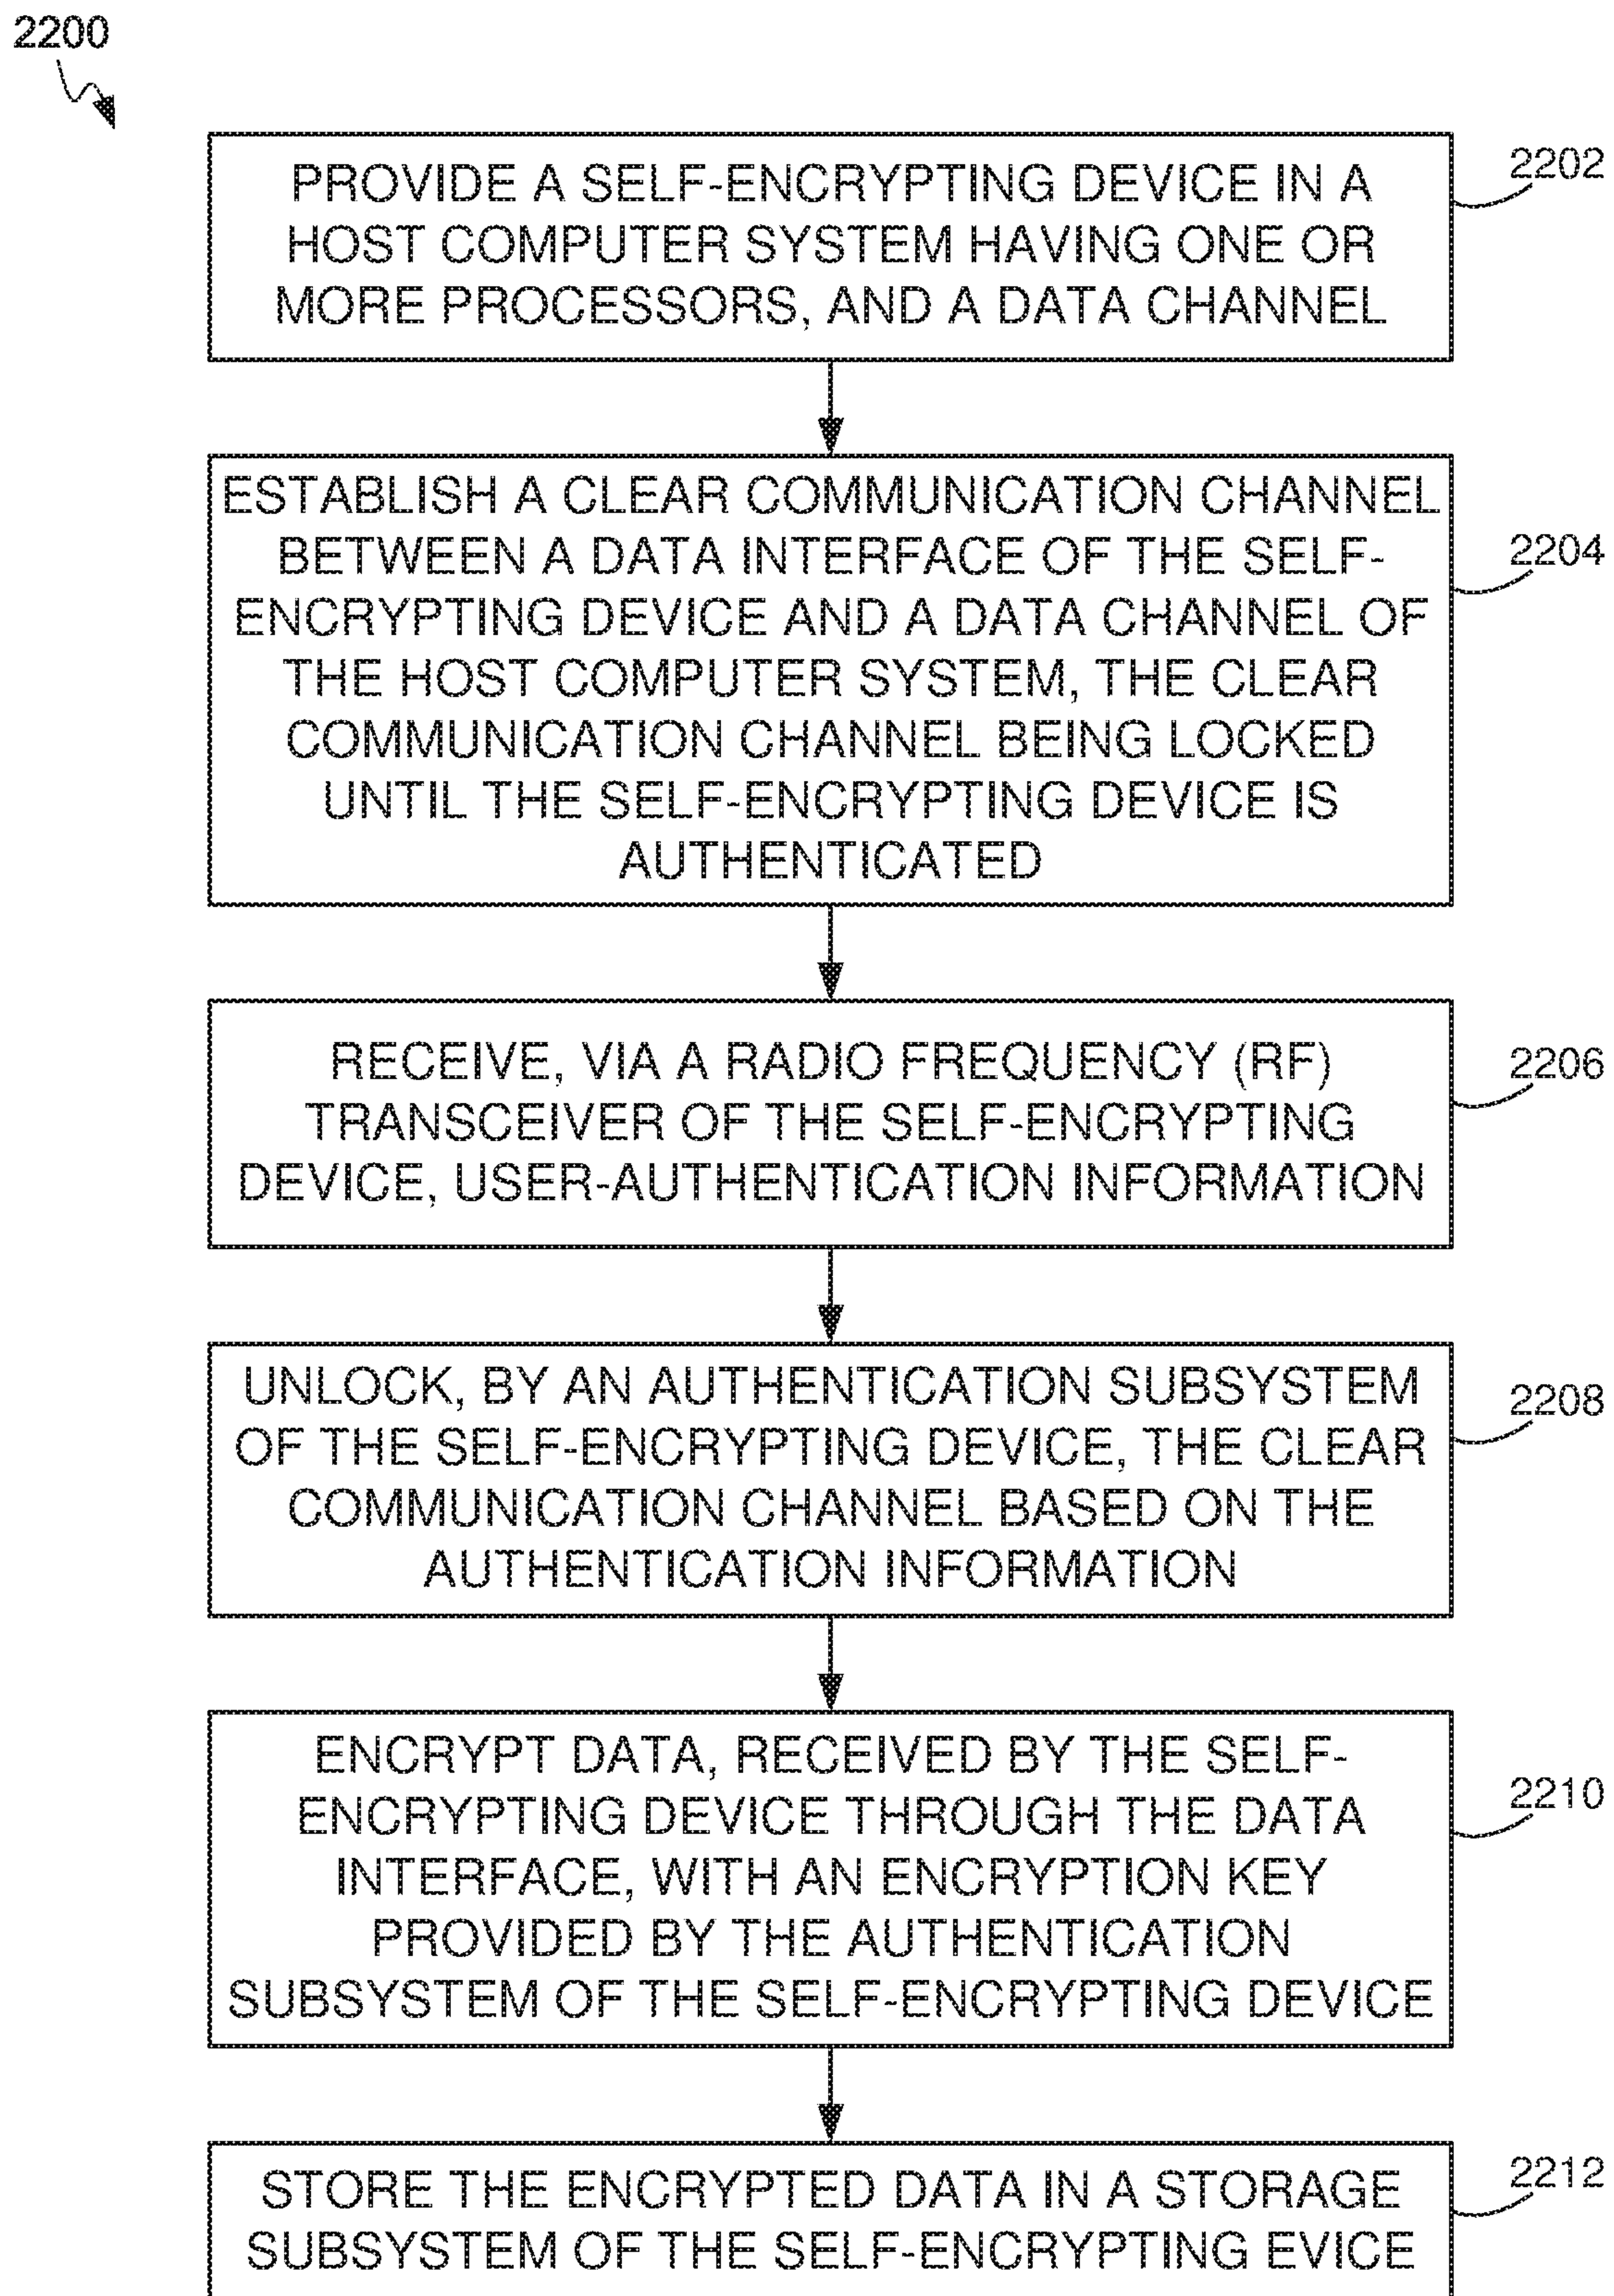 2200
PROVIDE A SELF-ENCRYPTING DEVICE IN A
HOST COMPUTER SYSTEM HAVING ONE OR
MORE PROCESSORS, AND A DATA CHANNEL
2202
ESTABLISH A CLEAR COMMUNICATION CHANNEL
BETWEEN A DATA INTERFACE OF THE SELF-
ENCRYPTING DEVICE AND A DATA CHANNEL OF
THE HOST COMPUTER SYSTEM, THE CLEAR
COMMUNICATION CHANNEL BEING LOCKED
UNTIL THE SELF-ENCRYPTING DEVICE IS
AUTHENTICATED
2204
RECEIVE, VIA A RADIO FREQUENCY (RF)
TRANSCEIVER OF THE SELF-ENCRYPTING
DEVICE, USER-AUTHENTICATION INFORMATION
2206
UNLOCK, BY AN AUTHENTICATION SUBSYSTEM
OF THE SELF-ENCRYPTING DEVICE, THE CLEAR
COMMUNICATION CHANNEL BASED ON THE
AUTHENTICATION INFORMATION
2208
ENCRYPT DATA, RECEIVED BY THE SELF-
ENCRYPTING DEVICE THROUGH THE DATA
INTERFACE, WITH AN ENCRYPTION KEY
PROVIDED BY THE AUTHENTICATION
SUBSYSTEM OF THE SELF-ENCRYPTING DEVICE
2210
STORE THE ENCRYPTED DATA IN A STORAGE
SUBSYSTEM OF THE SELF-ENCRYPTING EVICE
2212